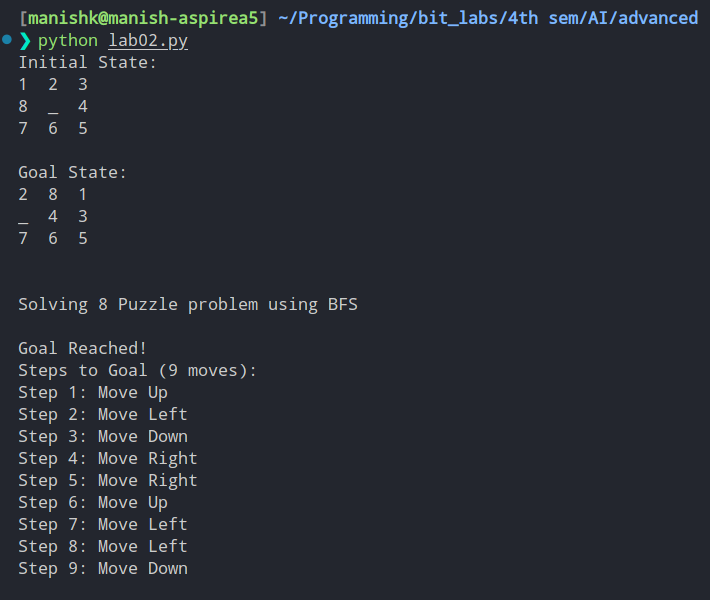 [manishk@manish-aspirea5] ~/Programming/bit_labs/4th sem/AI/advanced
❯ python lab02.py
Initial State:
1 2 3
8 _ 4
7 6 5
Goal State:
2 8 1
_ 4 3
7 6 5
Solving 8 Puzzle problem using BFS
Goal Reached!
Steps to Goal (9 moves):
Step 1: Move Up
Step 2: Move Left
Step 3: Move Down
Step 4: Move Right
Step 5: Move Right
Step 6: Move Up
Step 7: Move Left
Step 8: Move Left
Step 9: Move Down